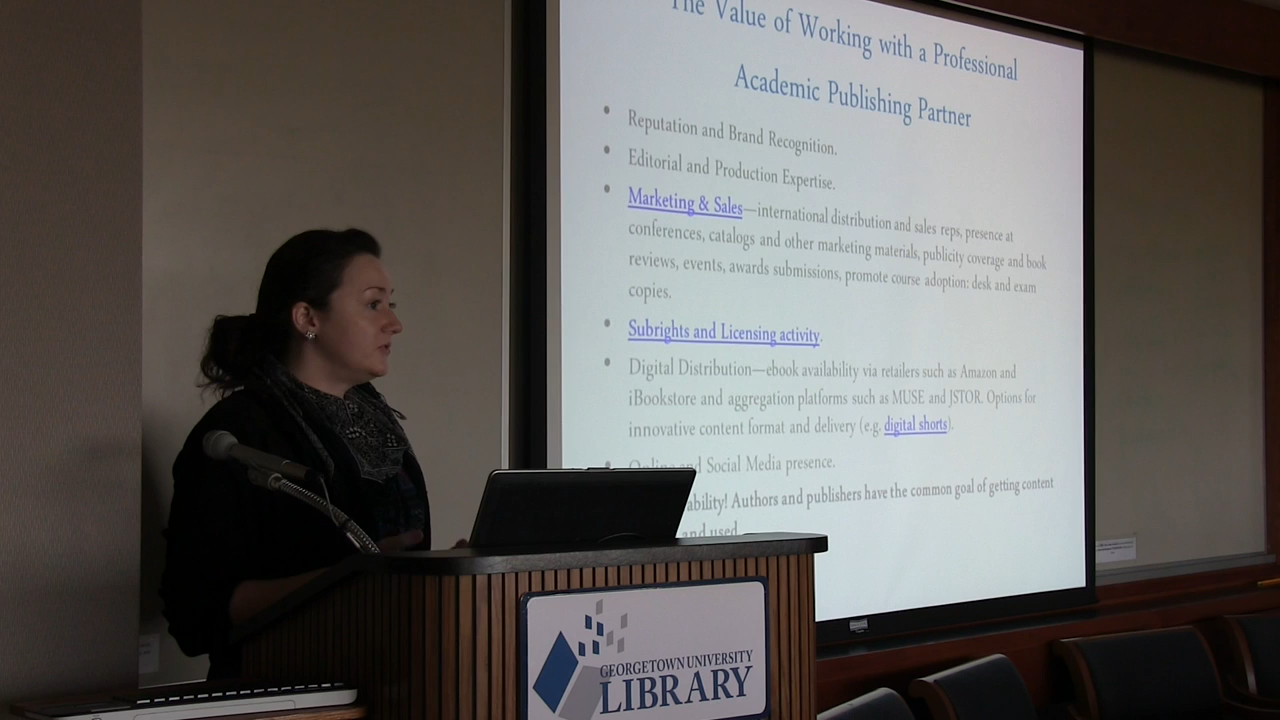 The Value of Working with a Professional
Academic Publishing Partner
• Reputation and Brand Recognition.
• Editorial and Production Expertise.
• Marketing & Sales—international distribution and sales reps, presence at
conferences, catalogs and other marketing materials, publicity coverage and book
reviews, events, awards submissions, promote course adoption: desk and exam
copies.
• Subrights and Licensing activity.
• Digital Distribution—ebook availability via retailers such as Amazon and
iBookstore and aggregation platforms such as MUSE and JSTOR. Options for
innovative content format and delivery (e.g. digital shorts).
• Online and Social Media presence.
ability! Authors and publishers have the common goal of getting content
and used
GEORGETOWN UNIVERSITY
LIBRARY